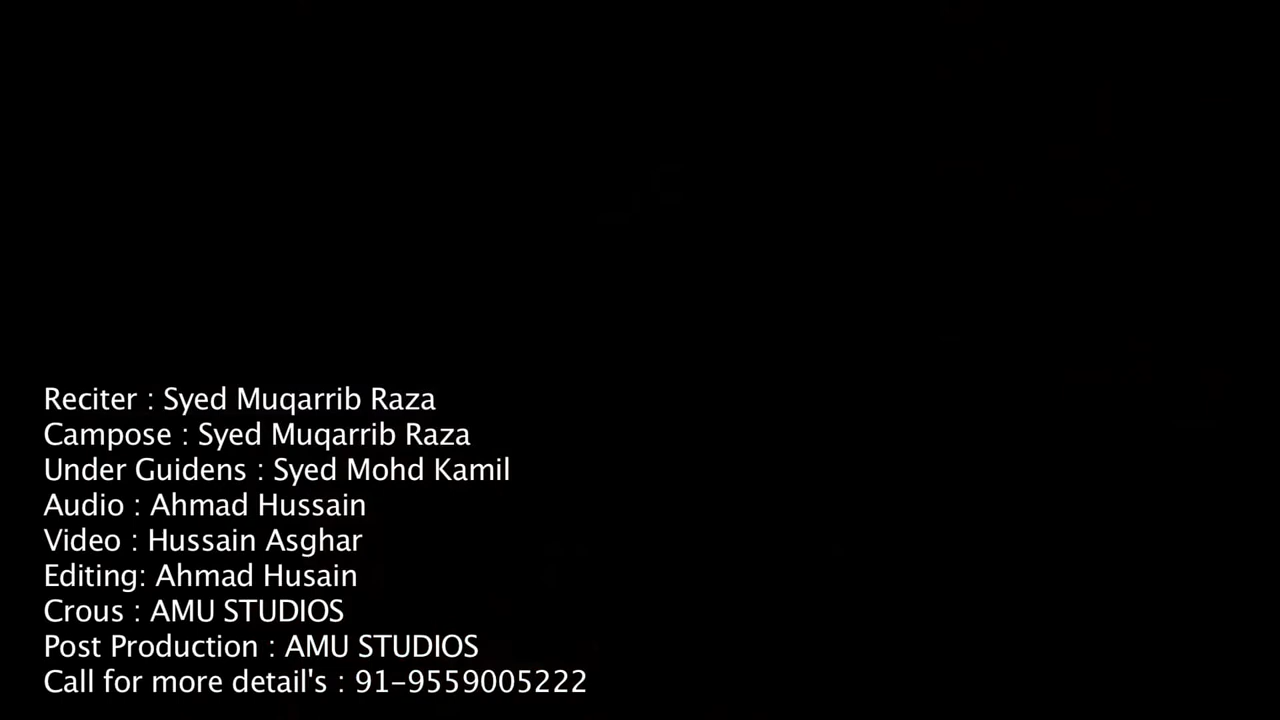 Reciter : Syed Muqarrib Raza
Campose : Syed Muqarrib Raza
Under Guidens : Syed Mohd Kamil
Audio : Ahmad Hussain
Video : Hussain Asghar
Editing: Ahmad Husain
Crous : AMU STUDIOS
Post Production : AMU STUDIOS
Call for more detail's : 91-9559005222